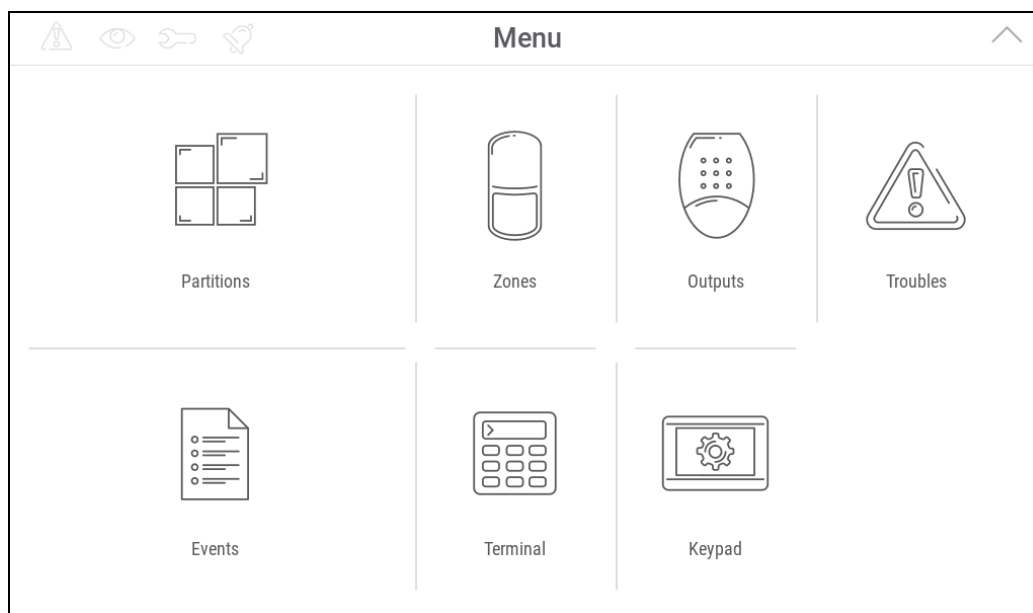 Menu
Partitions
Zones
Outputs
Troubles
Events
Terminal
Keypad